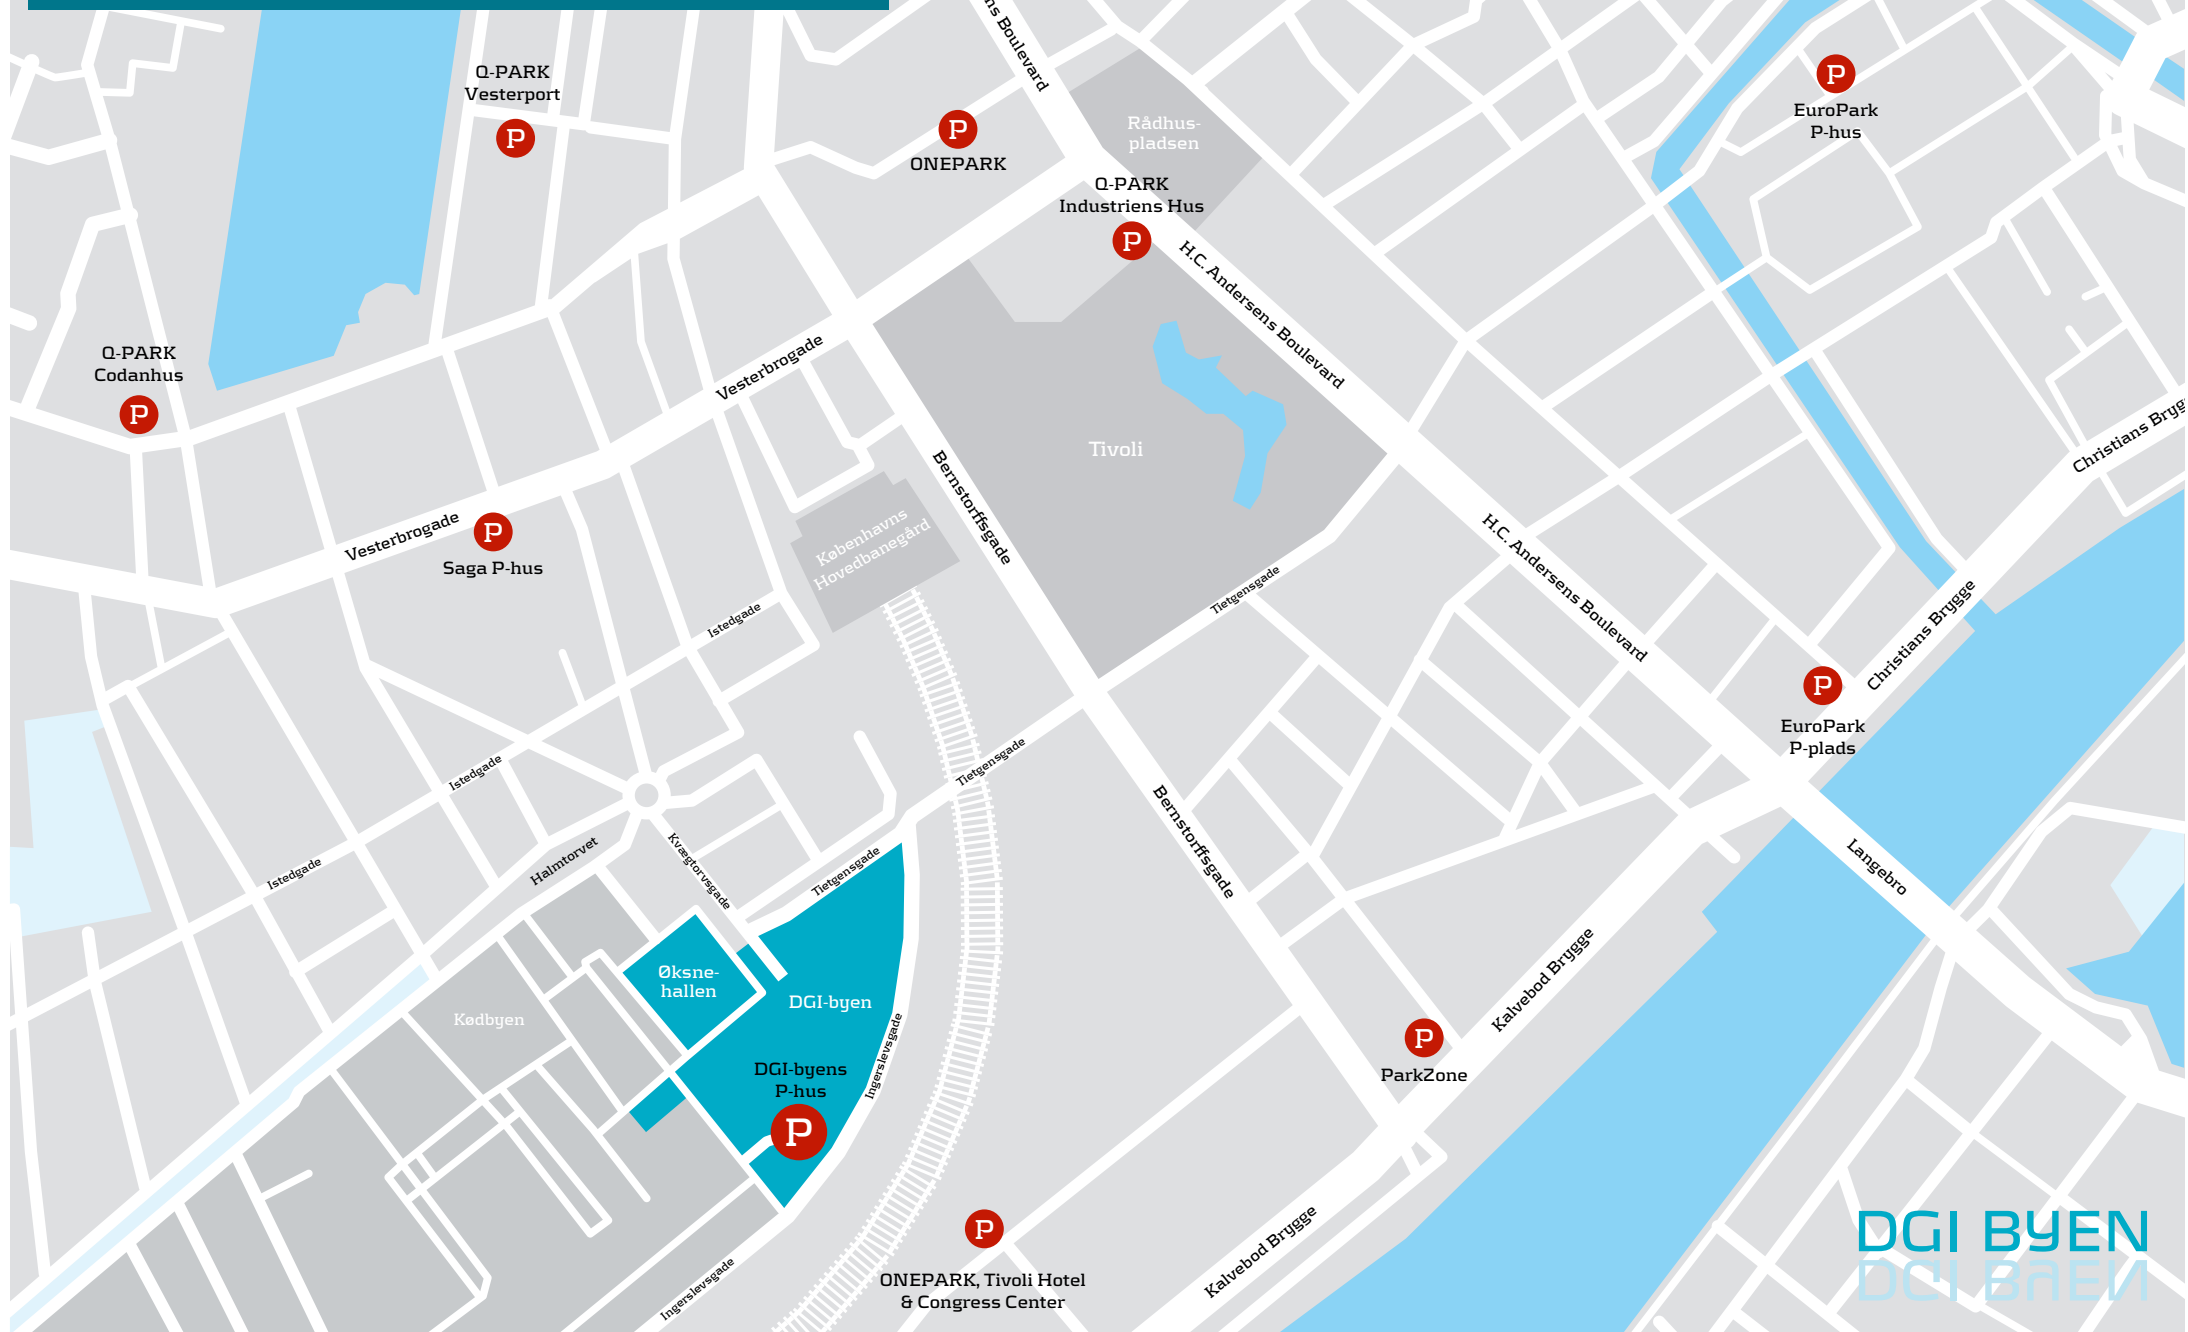 ns Boulevard
Q-PARK
Vesterport
P
P
ONEPARK
Rådhus-
pladsen
P
EuroPark
P-hus
Q-PARK
Industriens Hus
P
H.C. Andersens Boulevard
Q-PARK
Codanhus
P
Vesterbrogade
Tivoli
Christians Brygg
Bernstorffsgade
Vesterbrogade
P
Saga P-hus
Københavns
Hovedbanegård
H.C. Andersens Boulevard
Tietgensgade
Istedgade
Christians Brygge
P
EuroPark
P-plads
Istedgade
Tietgensgade
Bernstorffsgade
Langebro
Halmtorvet
Kvægtorvsgade
Istedgade
Tietgensgade
Øksne-
hallen
DGI-byen
Kødbyen
Kalvebod Brygge
Ingerslevsgade
P
ParkZone
DGI-byens
P-hus
P
P
ONEPARK, Tivoli Hotel
& Congress Center
Kalvebod Brygge
Ingerslevsgade
DGI BYEN